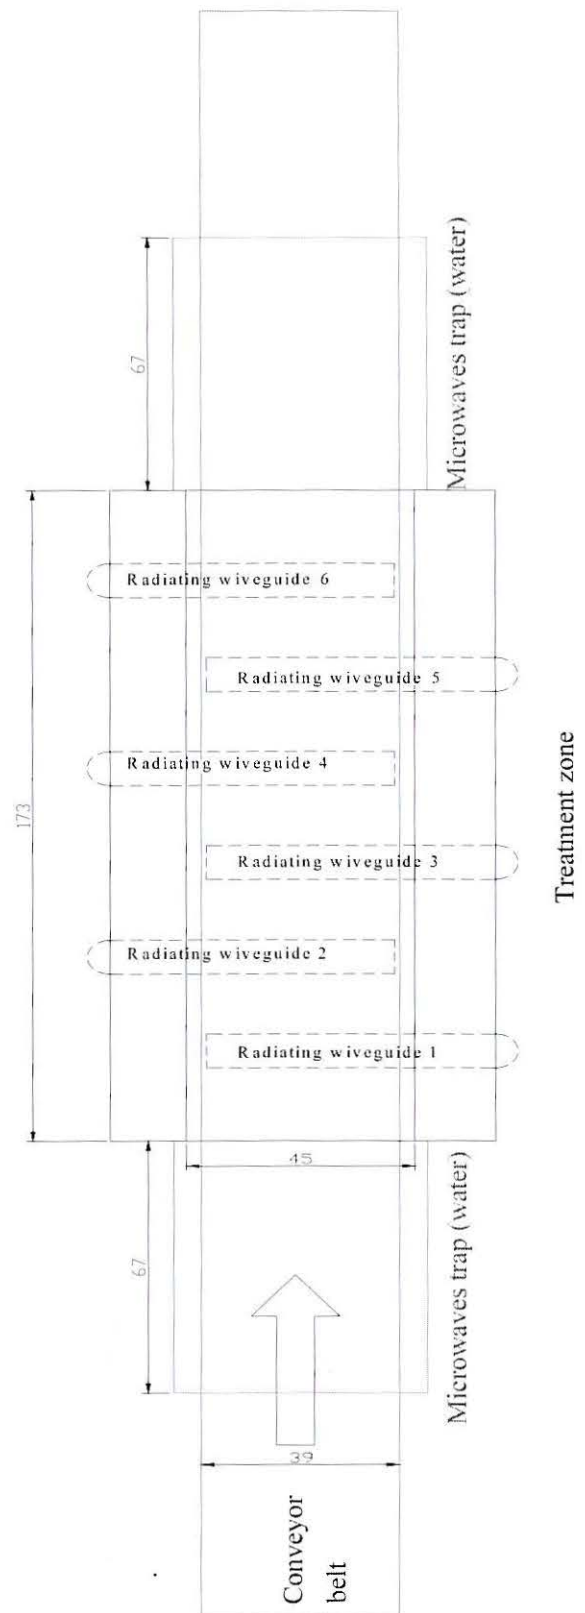 67
Microwaves trap (water)
Radiating wiveguide 6
Radiating wiveguide 5
Radiating wiveguide 4
173
Treatment zone
Radiating wiveguide 3
Radiating wiveguide 2
Radiating wiveguide 1
45
67
Microwaves trap (water)
39
Conveyor
belt